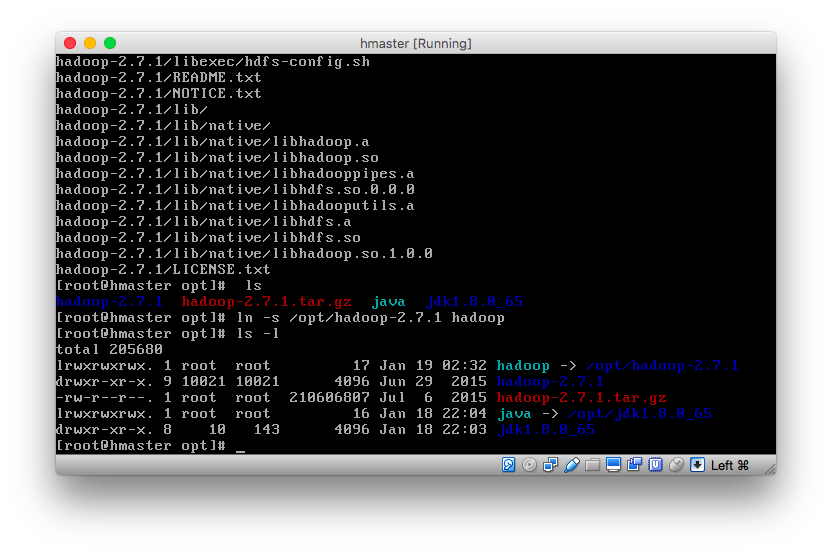 hmaster [Running]
hadoop-2.7.1/libexec/hdfs-config.sh
hadoop-2.7.1/README.txt
hadoop-2.7.1/NOTICE.txt
hadoop-2.7.1/lib/
hadoop-2.7.1/lib/native/
hadoop-2.7.1/lib/native/libhadoop.a
hadoop-2.7.1/lib/native/libhadoop.so
hadoop-2.7.1/lib/native/libhadooppipes.a
hadoop-2.7.1/lib/native/libhdfs.so.0.0.0
hadoop-2.7.1/lib/native/libhadooputils.a
hadoop-2.7.1/lib/native/libhdfs.a
hadoop-2.7.1/lib/native/libhdfs.so
hadoop-2.7.1/lib/native/libhadoop.so.1.0.0
hadoop-2.7.1/LICENSE.txt
[root@hmaster opt]#  ls
hadoop-2.7.1  hadoop-2.7.1.tar.gz  java  jdk1.8.0_65
[root@hmaster opt]# ln -s /opt/hadoop-2.7.1 hadoop
[root@hmaster opt]# ls -l
total 205680
lrwxrwxrwx. 1 root  root         17 Jan 19 02:32 hadoop -> /opt/hadoop-2.7.1
drwxr-xr-x. 9 10021 10021      4096 Jun 29  2015 hadoop-2.7.1
-rw-r--r--. 1 root  root  210606807 Jul  6  2015 hadoop-2.7.1.tar.gz
lrwxrwxrwx. 1 root  root         16 Jan 18 22:04 java -> /opt/jdk1.8.0_65
drwxr-xr-x. 8    10   143      4096 Jan 18 22:03 jdk1.8.0_65
[root@hmaster opt]# _
Left ⌘